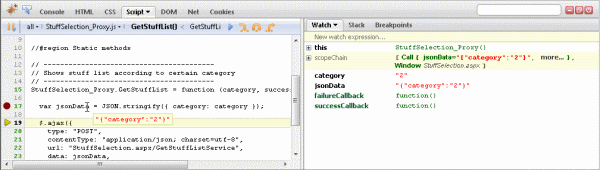 Console HTML CSS Script DOM Net
all StuffSelection_Proxy.js GetStuffList() GetStuffLi
9
10
11 //#region Static methods
12
13 // ----------------------------------------
14 // Show stuff list according to certain category
15 // ----------------------------------------
StuffSelection_Proxy.GetStuffList = function (category, success
16
17 var jsonData = JSON.stringify({ category: category });
18
"{"category":"2"}"
19 $.ajax({
20 type: "POST",
21 contentType: "application/json; charset=utf-8",
22 url: "StuffSelection.aspx/GetStuffListService",
23 data: jsonData,
Watch Stack Breakpoints
New watch expression...
this StuffSelection_Proxy()
scopeChain [ Call { jsonData="{"category":"2"}", more... },
Window StuffSelection.aspx ]
category "2"
jsonData "{"category":"2"}"
failureCallback function()
successCallback function()